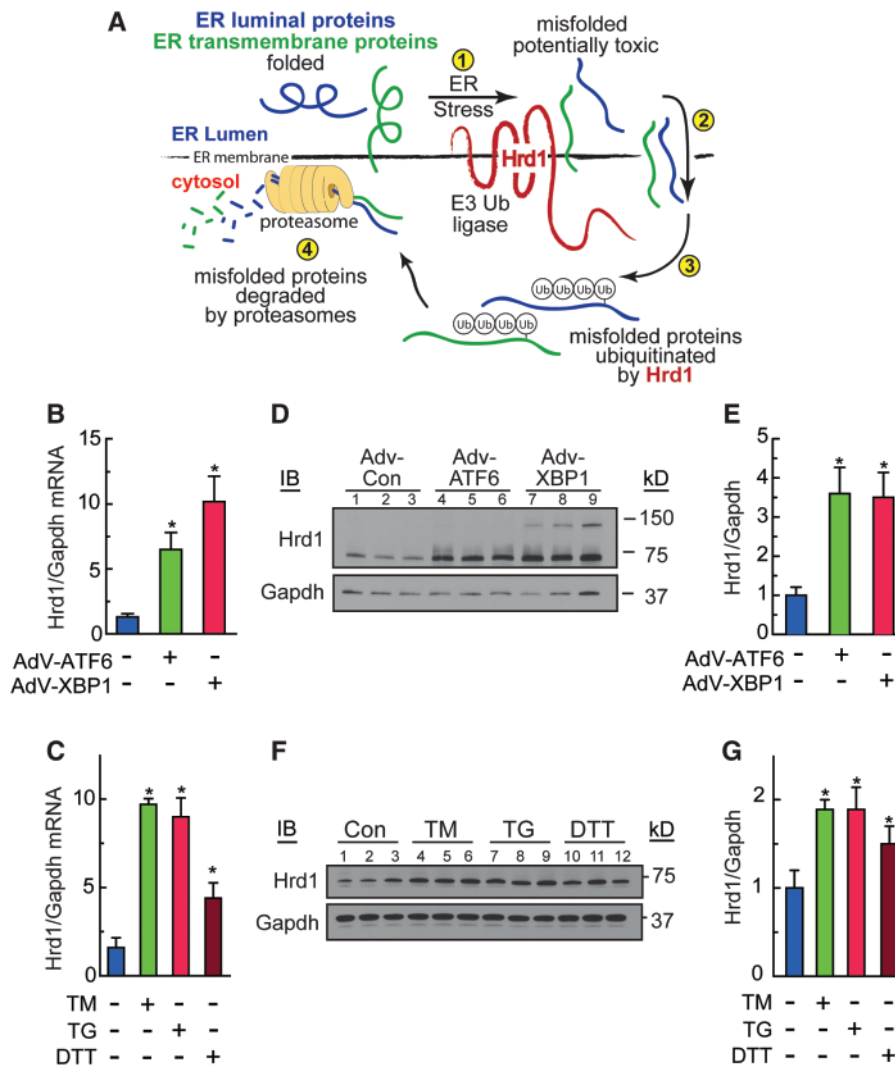 A
ER luminal proteins
ER transmembrane proteins
folded
1
ER
Stress
misfolded
potentially toxic
2
ER Lumen
ER membrane
Hrd1
cytosol
proteasome
E3 Ub
ligase
4
3
misfolded proteins
degraded
by proteasomes
Ub Ub Ub Ub
Ub Ub Ub Ub
misfolded proteins
ubiquitinated
by Hrd1
B
Hrd1/Gapdh mRNA
15
10
5
0
* *
AdV-ATF6 - + -
AdV-XBP1 - - +
D
IB
Adv-
Con
Adv-
ATF6
Adv-
XBP1
kD
1 2 3 4 5 6 7 8 9
Hrd1
150
75
Gapdh
37
E
Hrd1/Gapdh
5
4
3
2
1
0
* *
AdV-ATF6 - + -
AdV-XBP1 - - +
C
Hrd1/Gapdh mRNA
10
5
0
* * *
TM - + - -
TG - - + -
DTT - - - +
F
IB Con TM TG DTT kD
1 2 3 4 5 6 7 8 9 10 11 12
Hrd1
75
Gapdh
37
G
Hrd1/Gapdh
2
1
0
* * *
TM - + - -
TG - - + -
DTT - - - +